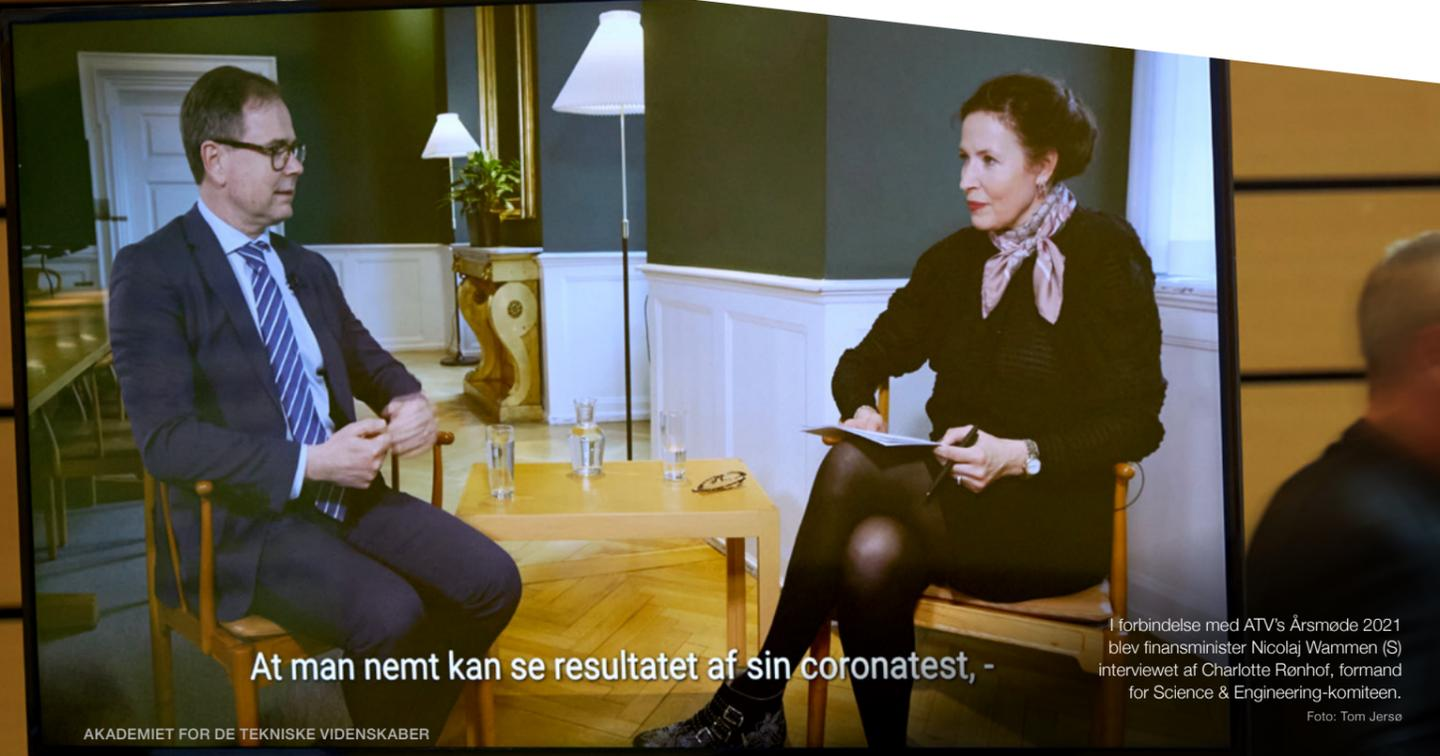 At man nemt kan se resultatet af sin coronatest, -
I forbindelse med ATV's Årsmøde 2021
blev finansminister Nicolaj Wammen (S)
interviewet af Charlotte Rønhof, formand
for Science & Engineering-komiteen.
Foto: Tom Jersø
AKADEMIET FOR DE TEKNISKE VIDENSKABER